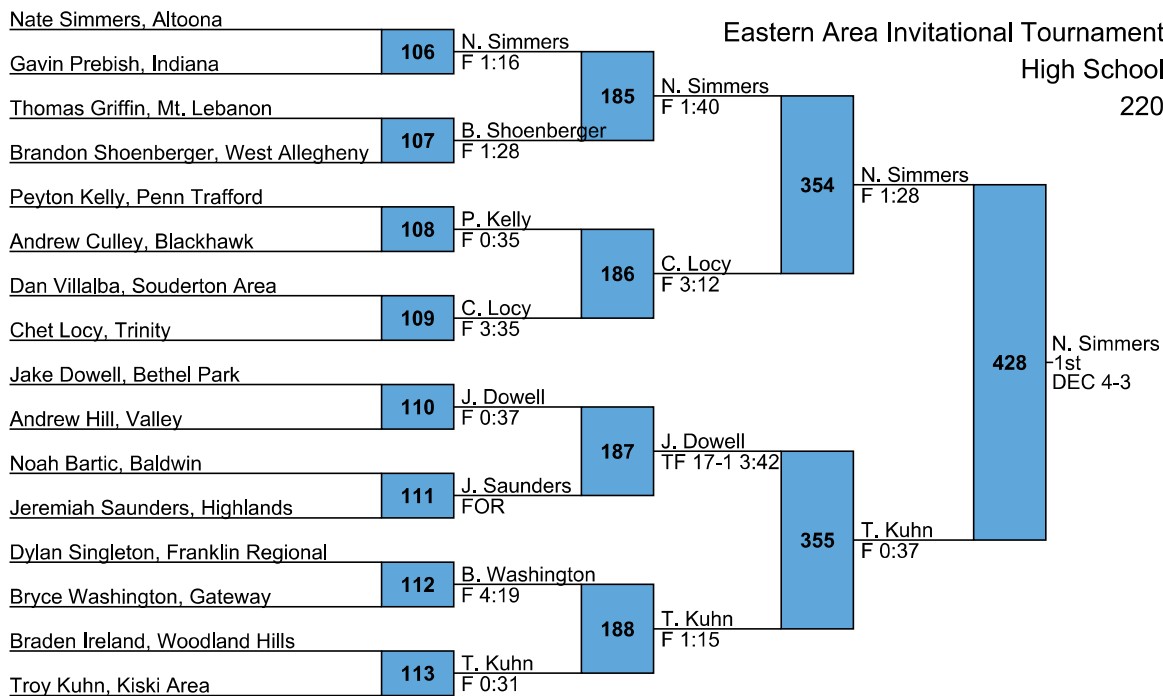 Eastern Area Invitational Tournament
High School
220
Nate Simmers, Altoona
Gavin Prebish, Indiana
Thomas Griffin, Mt. Lebanon
Brandon Shoenberger, West Allegheny
Peyton Kelly, Penn Trafford
Andrew Culley, Blackhawk
Dan Villalba, Souderton Area
Chet Locy, Trinity
Jake Dowell, Bethel Park
Andrew Hill, Valley
Noah Bartic, Baldwin
Jeremiah Saunders, Highlands
Dylan Singleton, Franklin Regional
Bryce Washington, Gateway
Braden Ireland, Woodland Hills
Troy Kuhn, Kiski Area
106
107
108
109
110
111
112
113
N. Simmers
F 1:16
B. Shoenberger
F 1:28
P. Kelly
F 0:35
C. Locy
F 3:35
J. Dowell
F 0:37
J. Saunders
FOR
B. Washington
F 4:19
T. Kuhn
F 0:31
185
186
187
188
N. Simmers
F 1:40
C. Locy
F 3:12
J. Dowell
TF 17-1 3:42
T. Kuhn
F 1:15
354
355
N. Simmers
F 1:28
T. Kuhn
F 0:37
428
N. Simmers
1st
DEC 4-3